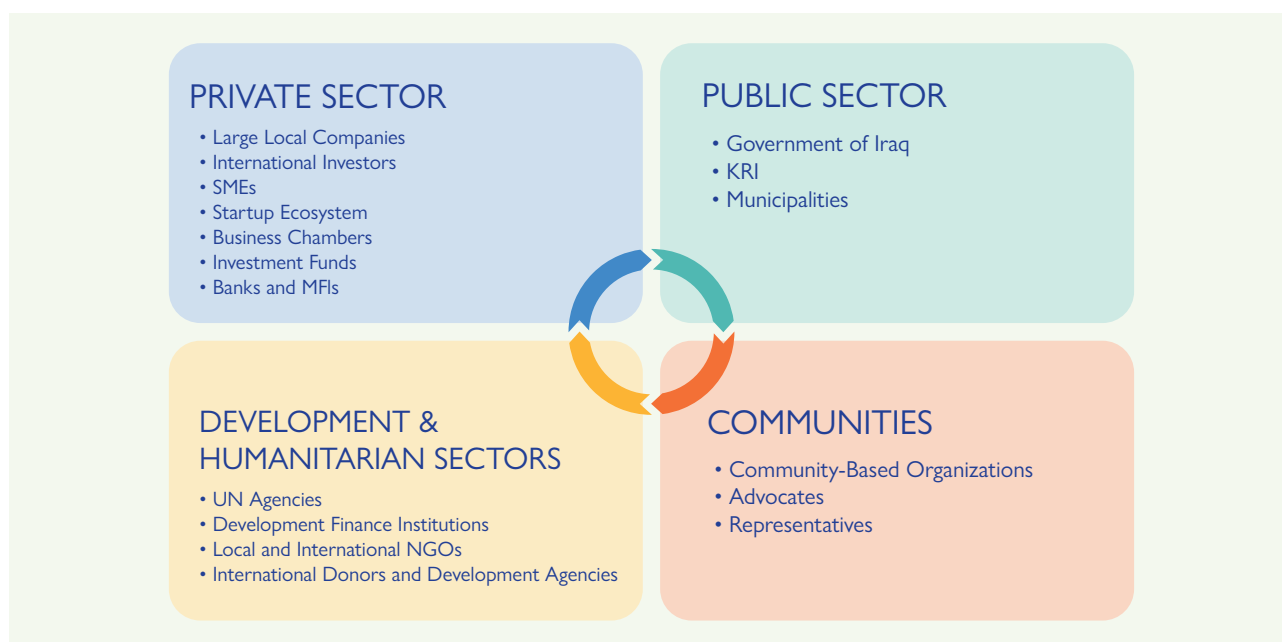 PRIVATE SECTOR
• Large Local Companies
• International Investors
• SMEs
• Startup Ecosystem
• Business Chambers
• Investment Funds
• Banks and MFIs
PUBLIC SECTOR
• Government of Iraq
• KRI
• Municipalities
DEVELOPMENT &
HUMANITARIAN SECTORS
• UN Agencies
• Development Finance Institutions
• Local and International NGOs
• International Donors and Development Agencies
COMMUNITIES
• Community-Based Organizations
• Advocates
• Representatives